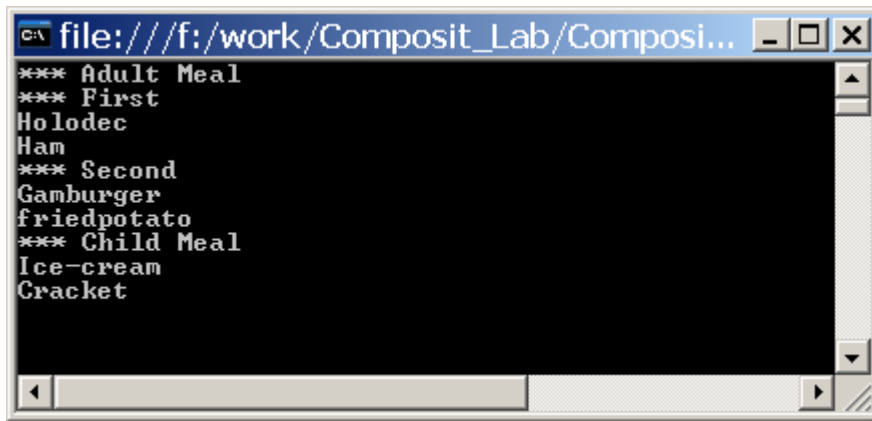 file:///f:/work/Composit_Lab/Composi...
*** Adult Meal
*** First
Holodec
Ham
*** Second
Gamburger
friedpotato
*** Child Meal
Ice-cream
Cracket